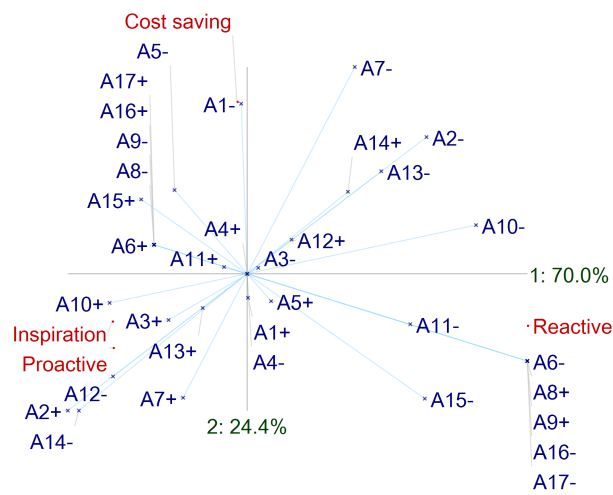 Cost saving
A5-
A7-
A17+
A1-
A16+
A9-
A14+
A2-
A8-
A13-
A15+
A4+
A10-
A6+
A12+
A11+
A3-
1: 70.0%
A10+
A5+
A3+
A11-
Reactive
Inspiration
A1+
A13+
Proactive
A4-
A6-
A12-
A8+
A7+
A15-
A2+
A9+
2: 24.4%
A14-
A16-
A17-